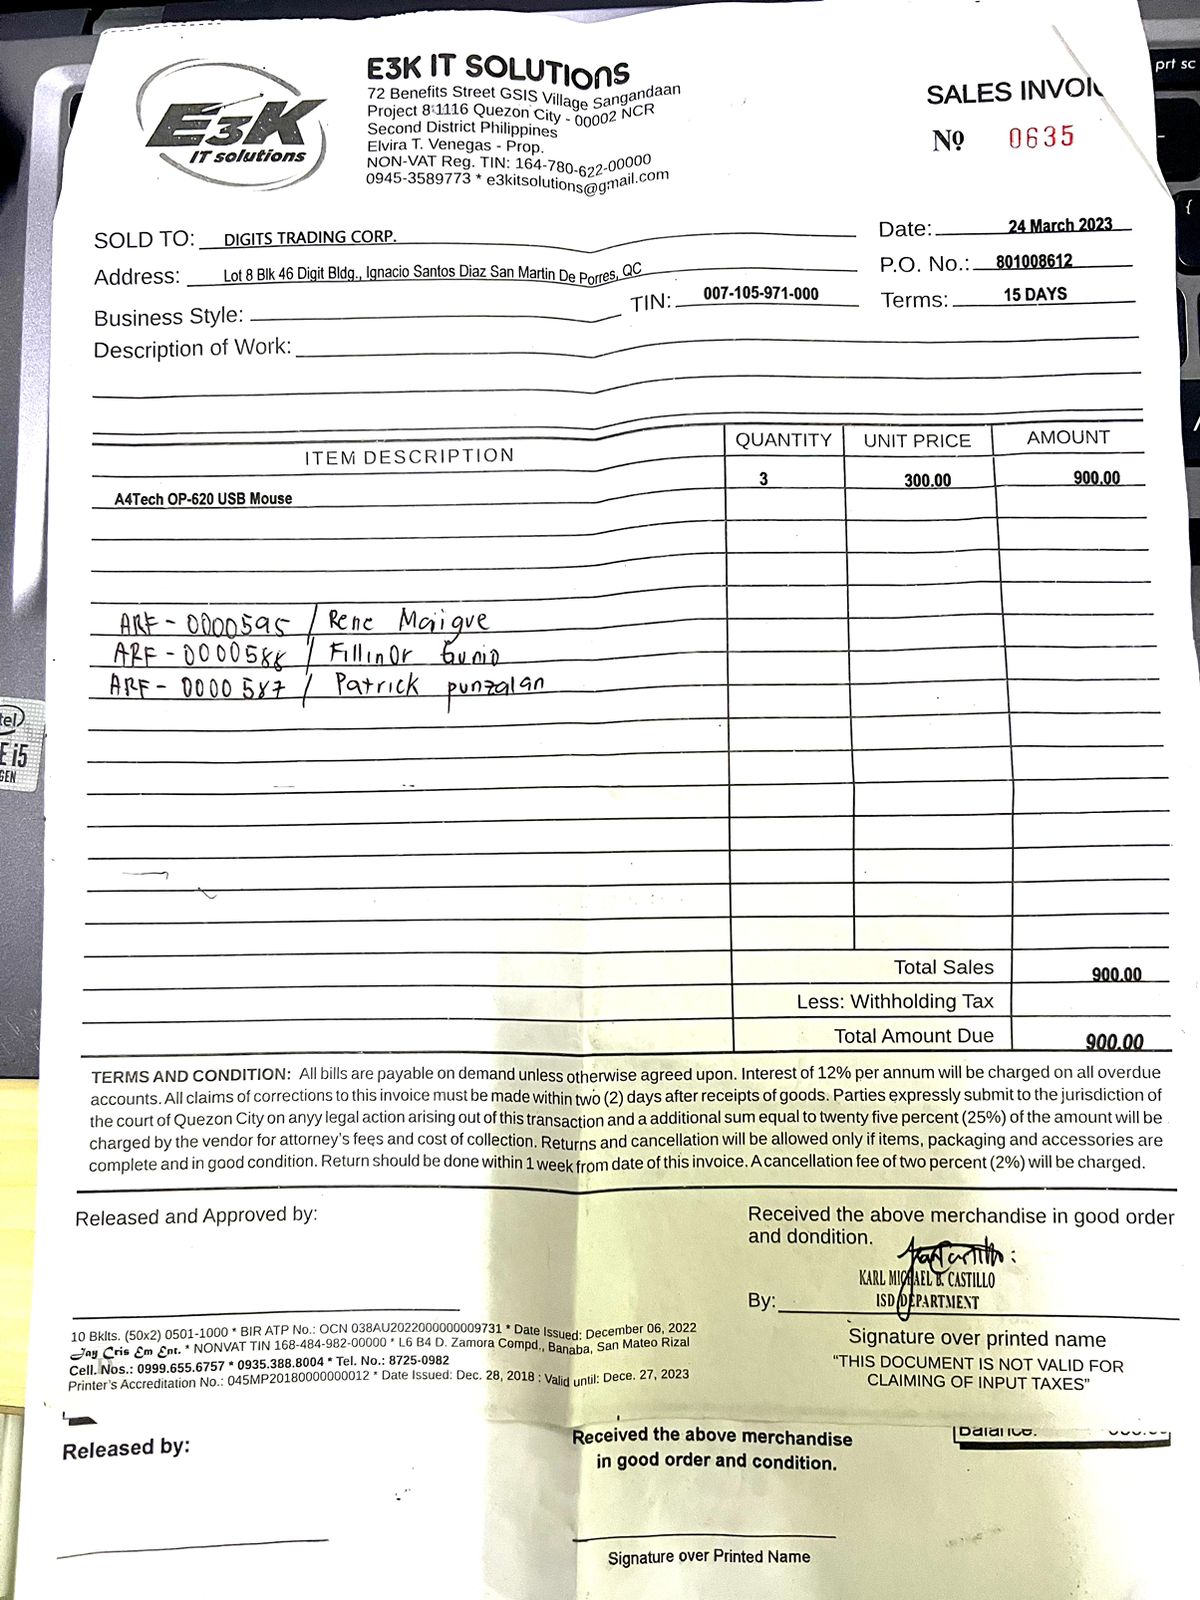 E3K
IT solutions
E3K IT SOLUTIONS
72 Benefits Street GSIS Village Sangandaan
Project 8 1116 Quezon City - 00002 NCR
Second District Philippines
Elvira T. Venegas - Prop.
NON-VAT Reg. TIN: 164-780-622-00000
0945-3589773 * e3kitsolutions@gmail.com
SALES INVOI
Nº 0635
SOLD TO: DIGITS TRADING CORP.
Date: 24 March 2023
Address: Lot 8 Blk 46 Digit Bldg., Ignacio Santos Diaz San Martin De Porres, QC
P.O. No.: 801008612
Business Style:
TIN: 007-105-971-000
Terms: 15 DAYS
Description of Work:
ITEM DESCRIPTION QUANTITY UNIT PRICE AMOUNT
A4Tech OP-620 USB Mouse 3 300.00 900.00
ARF-0000595 / Rene Maiigue
ARF-0000588 / Fillinor Gunio
ARF-0000587 / Patrick punzalan
Total Sales 900.00
Less: Withholding Tax
Total Amount Due 900.00
TERMS AND CONDITION: All bills are payable on demand unless otherwise agreed upon. Interest of 12% per annum will be charged on all overdue
accounts. All claims of corrections to this invoice must be made within two (2) days after receipts of goods. Parties expressly submit to the jurisdiction of
the court of Quezon City on anyy legal action arising out of this transaction and a additional sum equal to twenty five percent (25%) of the amount will be
charged by the vendor for attorney's fees and cost of collection. Returns and cancellation will be allowed only if items, packaging and accessories are
complete and in good condition. Return should be done within 1 week from date of this invoice. A cancellation fee of two percent (2%) will be charged.
Released and Approved by:
Received the above merchandise in good order
and dondition.
KARL MICHAEL B. CASTILLO
By: ISD DEPARTMENT
Signature over printed name
"THIS DOCUMENT IS NOT VALID FOR
CLAIMING OF INPUT TAXES"
10 Bklts. (50x2) 0501-1000 * BIR ATP No.: OCN 038AU2022000000009731 * Date Issued: December 06, 2022
Jay Cris Em Ent. * NONVAT TIN 168-484-982-00000 * L6 B4 D. Zamora Compd., Banaba, San Mateo Rizal
Cell. Nos.: 0999.655.6757 * 0935.388.8004 * Tel. No.: 8725-0982
Printer's Accreditation No.: 045MP20180000000012 * Date Issued: Dec. 28, 2018 : Valid until: Dece. 27, 2023
Released by:
Received the above merchandise
in good order and condition.
Balance:
Signature over Printed Name
prt sc
i5
GEN